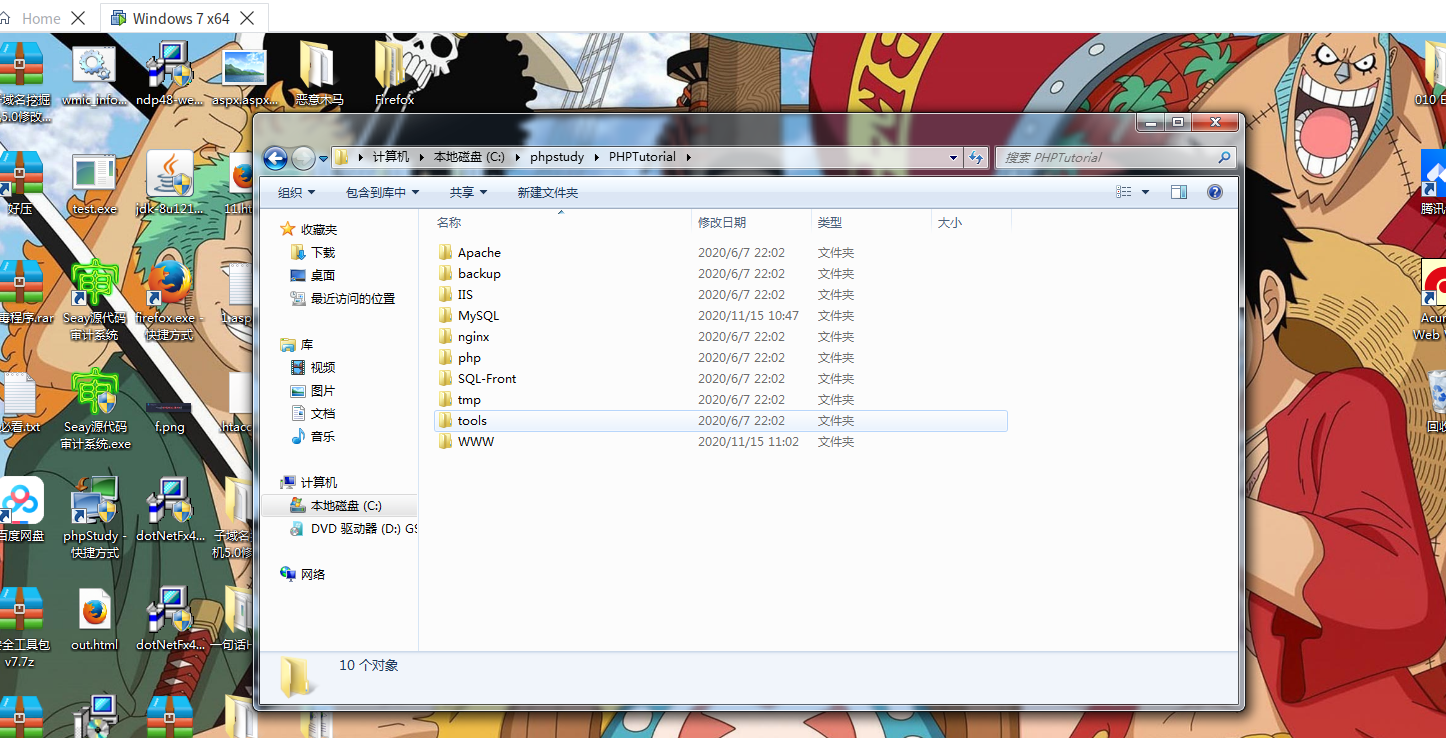 Home
Windows 7 x64
wmic_info...
ndp48-we...
aspx.aspx...
恶意木马
Firefox
5.0修改...
好压
test.exe
jdk-8u121...
firefox.exe -
快捷方式
Seay源代码
审计系统
必看.txt
Seay源代码
审计系统.exe
f.png
百度网盘
phpStudy -
快捷方式
dotNetFx4...
子域名
机5.0修
全工具包
v7.7z
out.html
dotNetFx4...
一句话
计算机
本地磁盘 (C:)
phpstudy
PHPTutorial
搜索 PHPTutorial
组织
包含到库中
共享
新建文件夹
收藏夹
下载
桌面
最近访问的位置
库
视频
图片
文档
音乐
计算机
本地磁盘 (C:)
DVD 驱动器 (D:) GS
网络
名称 修改日期 类型 大小
Apache 2020/6/7 22:02 文件夹
backup 2020/6/7 22:02 文件夹
IIS 2020/6/7 22:02 文件夹
MySQL 2020/11/15 10:47 文件夹
nginx 2020/6/7 22:02 文件夹
php 2020/6/7 22:02 文件夹
SQL-Front 2020/6/7 22:02 文件夹
tmp 2020/6/7 22:02 文件夹
tools 2020/6/7 22:02 文件夹
WWW 2020/11/15 11:02 文件夹
10 个对象
010 E
腾讯
Acun
Web
回收